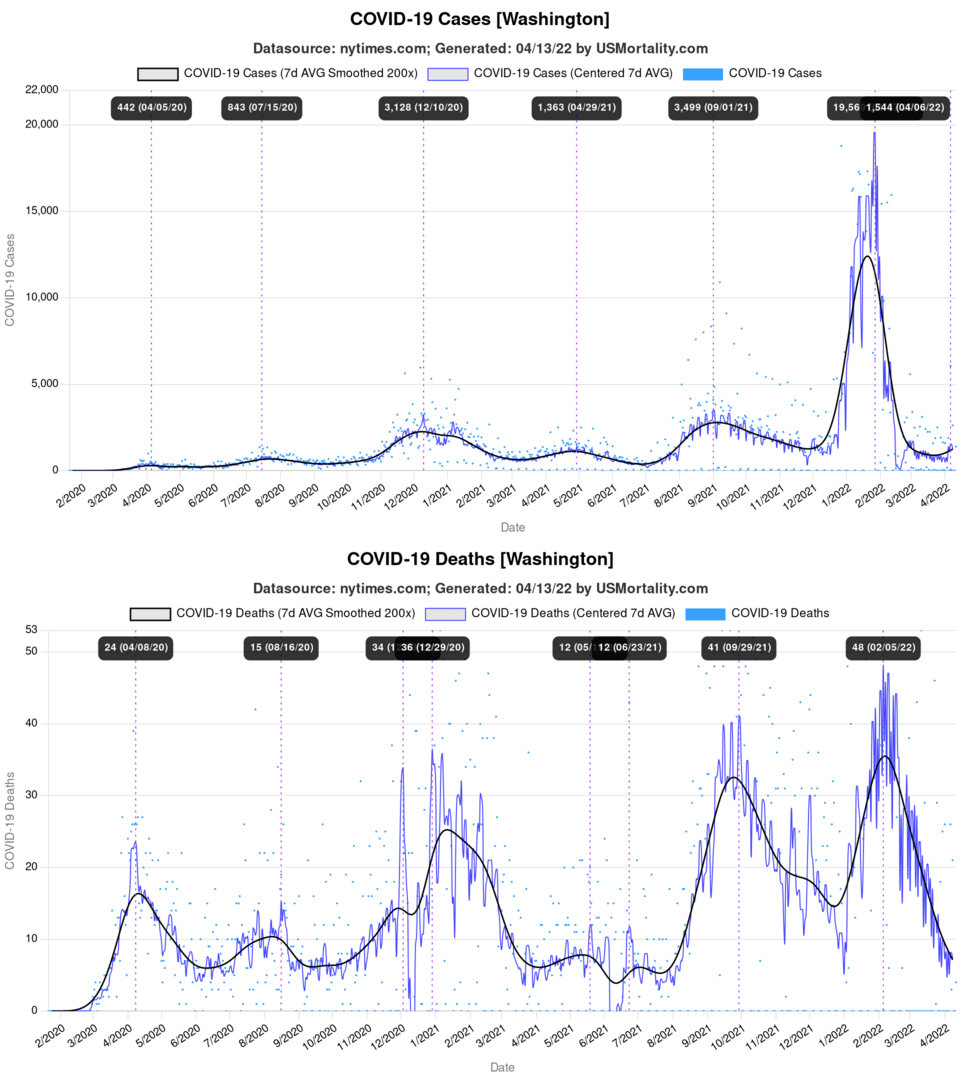 COVID-19 Cases [Washington]
Datasource: nytimes.com; Generated: 04/13/22 by USMortality.com
COVID-19 Cases (7d AVG Smoothed 200x) COVID-19 Cases (Centered 7d AVG) COVID-19 Cases
22,000
442 (04/05/20) 843 (07/15/20) 3,128 (12/10/20) 1,363 (04/29/21) 3,499 (09/01/21) 19,56 1,544 (04/06/22)
20,000
15,000
10,000
5,000
0
COVID-19 Cases
2/2020 3/2020 4/2020 5/2020 6/2020 7/2020 8/2020 9/2020 10/2020 11/2020 12/2020 1/2021 2/2021 3/2021 4/2021 5/2021 6/2021 7/2021 8/2021 9/2021 10/2021 11/2021 12/2021 1/2022 2/2022 3/2022 4/2022
Date
COVID-19 Deaths [Washington]
Datasource: nytimes.com; Generated: 04/13/22 by USMortality.com
COVID-19 Deaths (7d AVG Smoothed 200x) COVID-19 Deaths (Centered 7d AVG) COVID-19 Deaths
53
24 (04/08/20) 15 (08/16/20) 34 (1 36 (12/29/20) 12 (05/ 12 (06/23/21) 41 (09/29/21) 48 (02/05/22)
50
40
30
20
10
0
COVID-19 Deaths
2/2020 3/2020 4/2020 5/2020 6/2020 7/2020 8/2020 9/2020 10/2020 11/2020 12/2020 1/2021 2/2021 3/2021 4/2021 5/2021 6/2021 7/2021 8/2021 9/2021 10/2021 11/2021 12/2021 1/2022 2/2022 3/2022 4/2022
Date